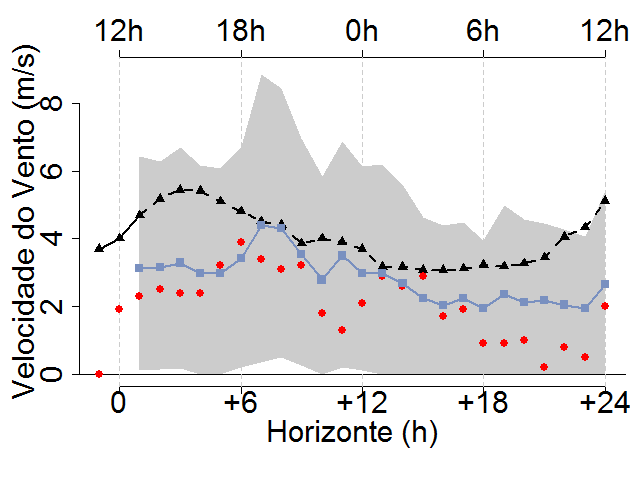 12h 18h 0h 6h 12h
Velocidade do Vento (m/s)
8
6
4
2
0
0 +6 +12 +18 +24
Horizonte (h)